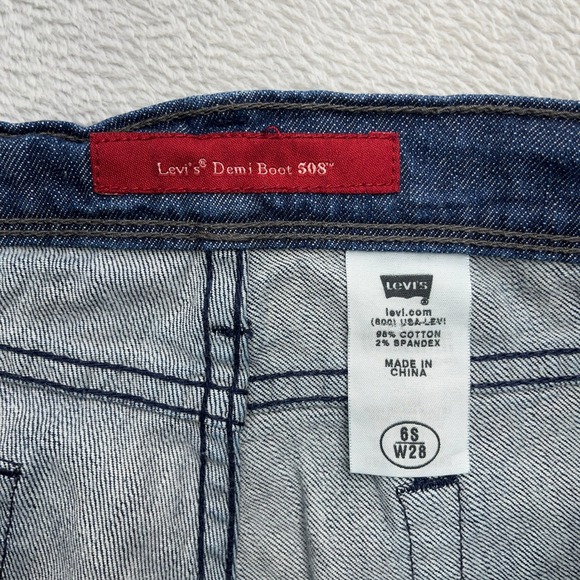 Levi's® Demi Boot 508™
Levi's®
levi.com
(800) USA-LEVI
98% COTTON
2% SPANDEX
MADE IN
CHINA
6S
W28